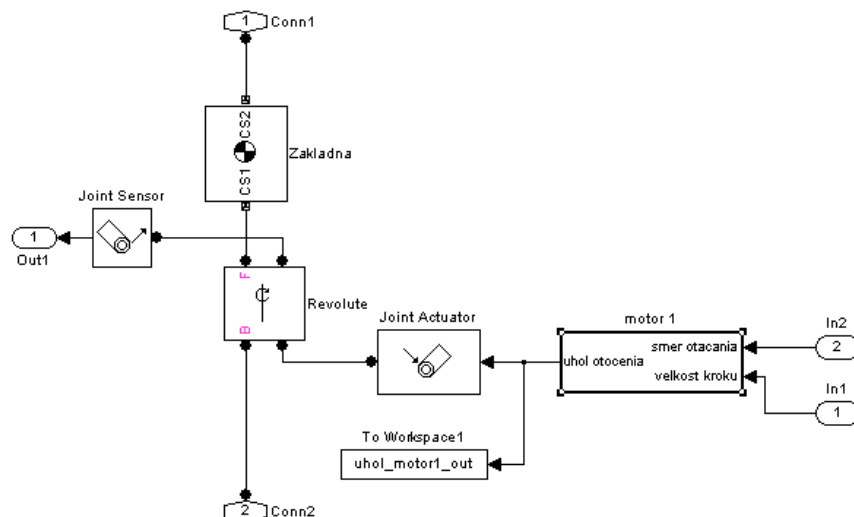 1
Conn1
CS2
CS1
Zakladna
Joint Sensor
1
Out1
F
B
Revolute
Joint Actuator
motor 1
uhol otocenia
smer otacania
velkost kroku
In2
2
1
In1
To Workspace1
uhol_motor1_out
2
Conn2